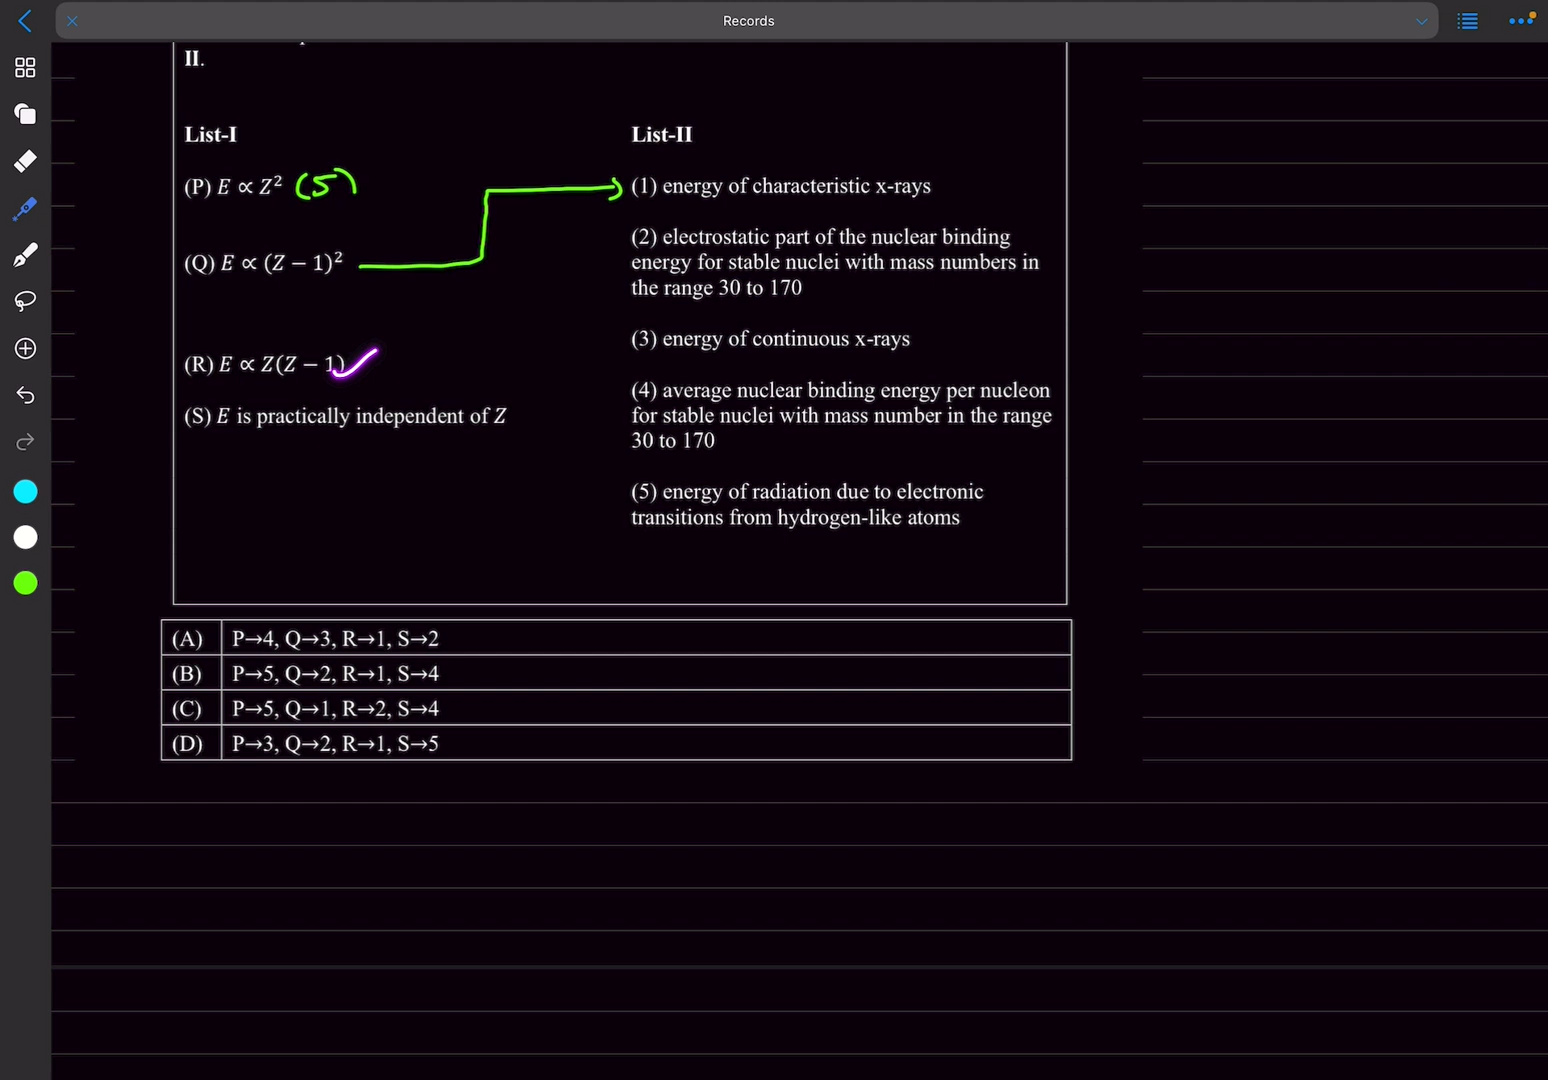 Records
II.
List-I
List-II
(P) E ∝ Z² (5)
(1) energy of characteristic x-rays
(Q) E ∝ (Z − 1)²
(2) electrostatic part of the nuclear binding
energy for stable nuclei with mass numbers in
the range 30 to 170
(3) energy of continuous x-rays
(R) E ∝ Z(Z − 1)
(4) average nuclear binding energy per nucleon
for stable nuclei with mass number in the range
30 to 170
(S) E is practically independent of Z
(5) energy of radiation due to electronic
transitions from hydrogen-like atoms
(A) P→4, Q→3, R→1, S→2
(B) P→5, Q→2, R→1, S→4
(C) P→5, Q→1, R→2, S→4
(D) P→3, Q→2, R→1, S→5